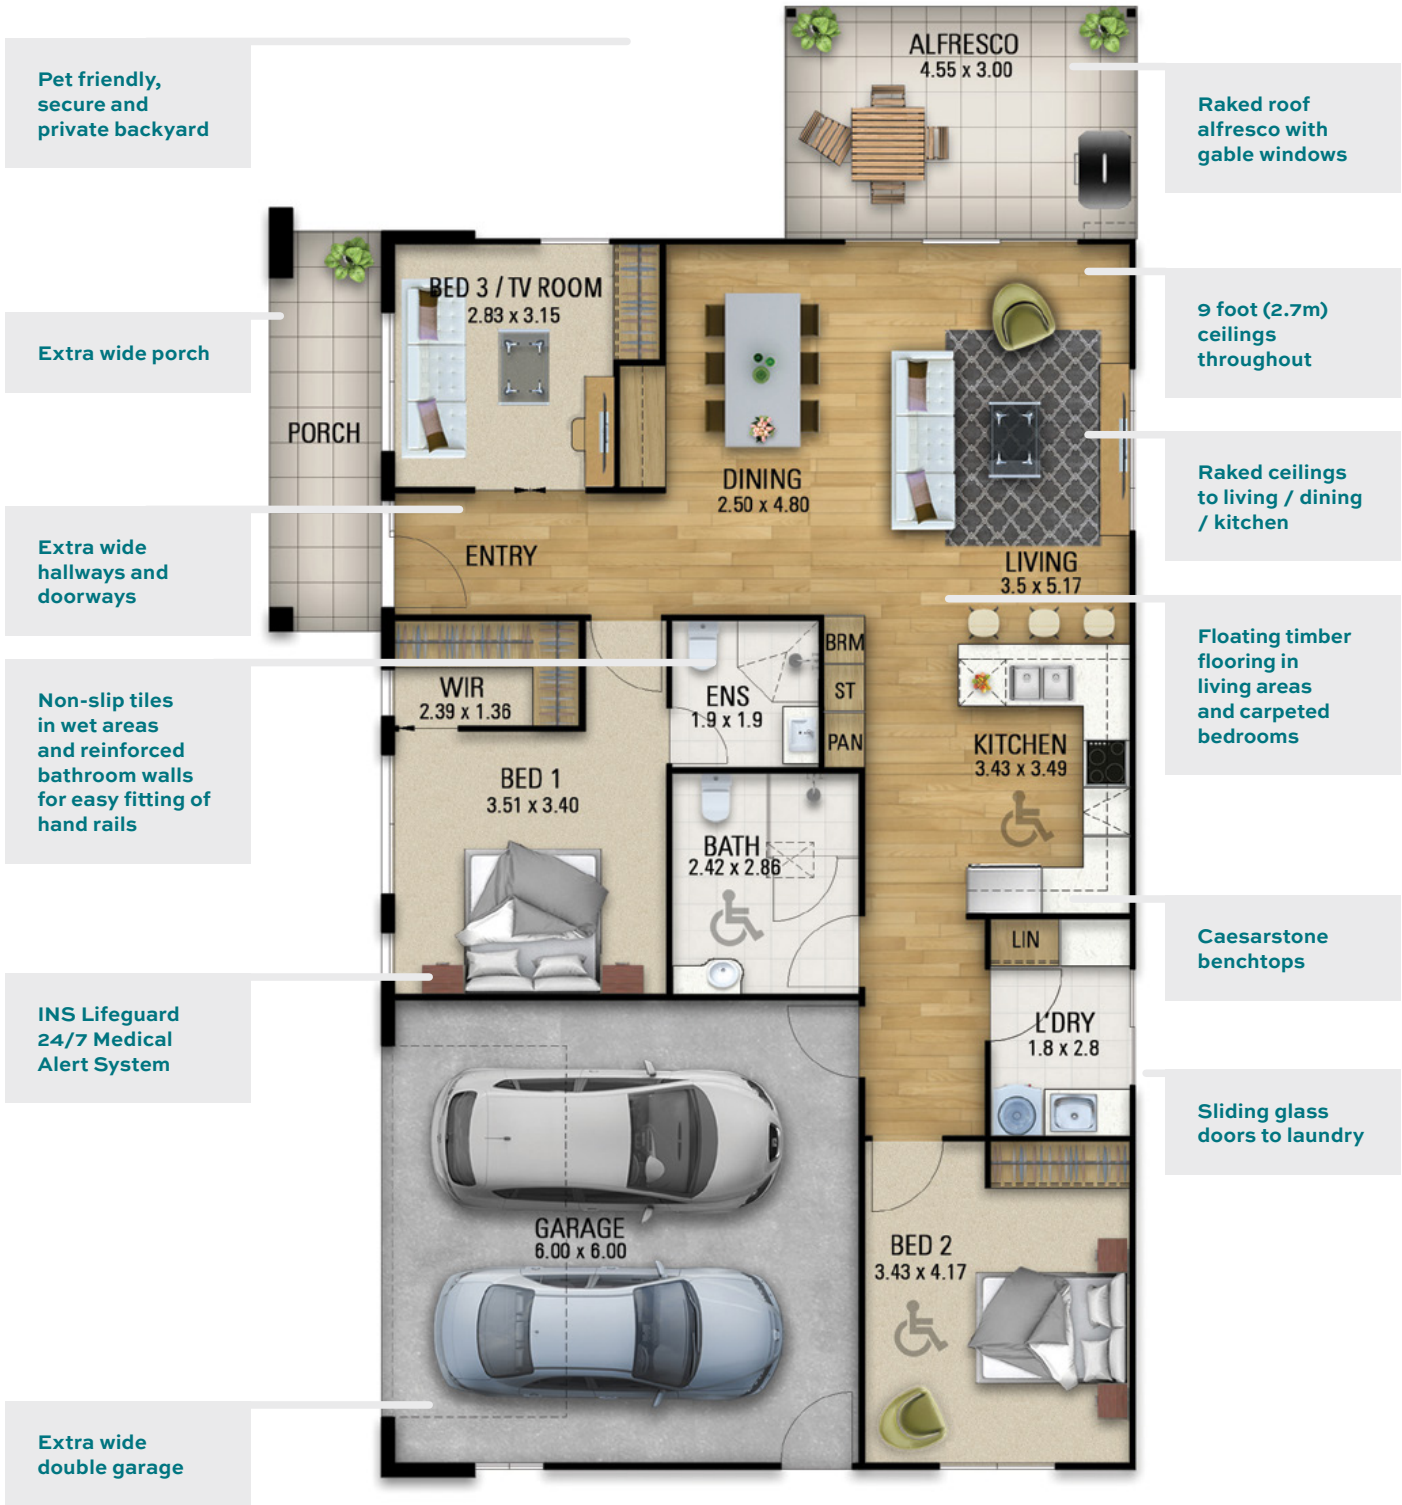 Pet friendly,
secure and
private backyard
Extra wide porch
Extra wide
hallways and
doorways
Non-slip tiles
in wet areas
and reinforced
bathroom walls
for easy fitting of
hand rails
INS Lifeguard
24/7 Medical
Alert System
Extra wide
double garage
ALFRESCO
4.55 x 3.00
BED 3 / TV ROOM
2.83 x 3.15
PORCH
DINING
2.50 x 4.80
ENTRY
LIVING
3.5 x 5.17
BRM
ST
PAN
WIR
2.39 x 1.36
ENS
1.9 x 1.9
KITCHEN
3.43 x 3.49
BED 1
3.51 x 3.40
BATH
2.42 x 2.86
LIN
L'DRY
1.8 x 2.8
GARAGE
6.00 x 6.00
BED 2
3.43 x 4.17
Raked roof
alfresco with
gable windows
9 foot (2.7m)
ceilings
throughout
Raked ceilings
to living / dining
/ kitchen
Floating timber
flooring in
living areas
and carpeted
bedrooms
Caesarstone
benchtops
Sliding glass
doors to laundry